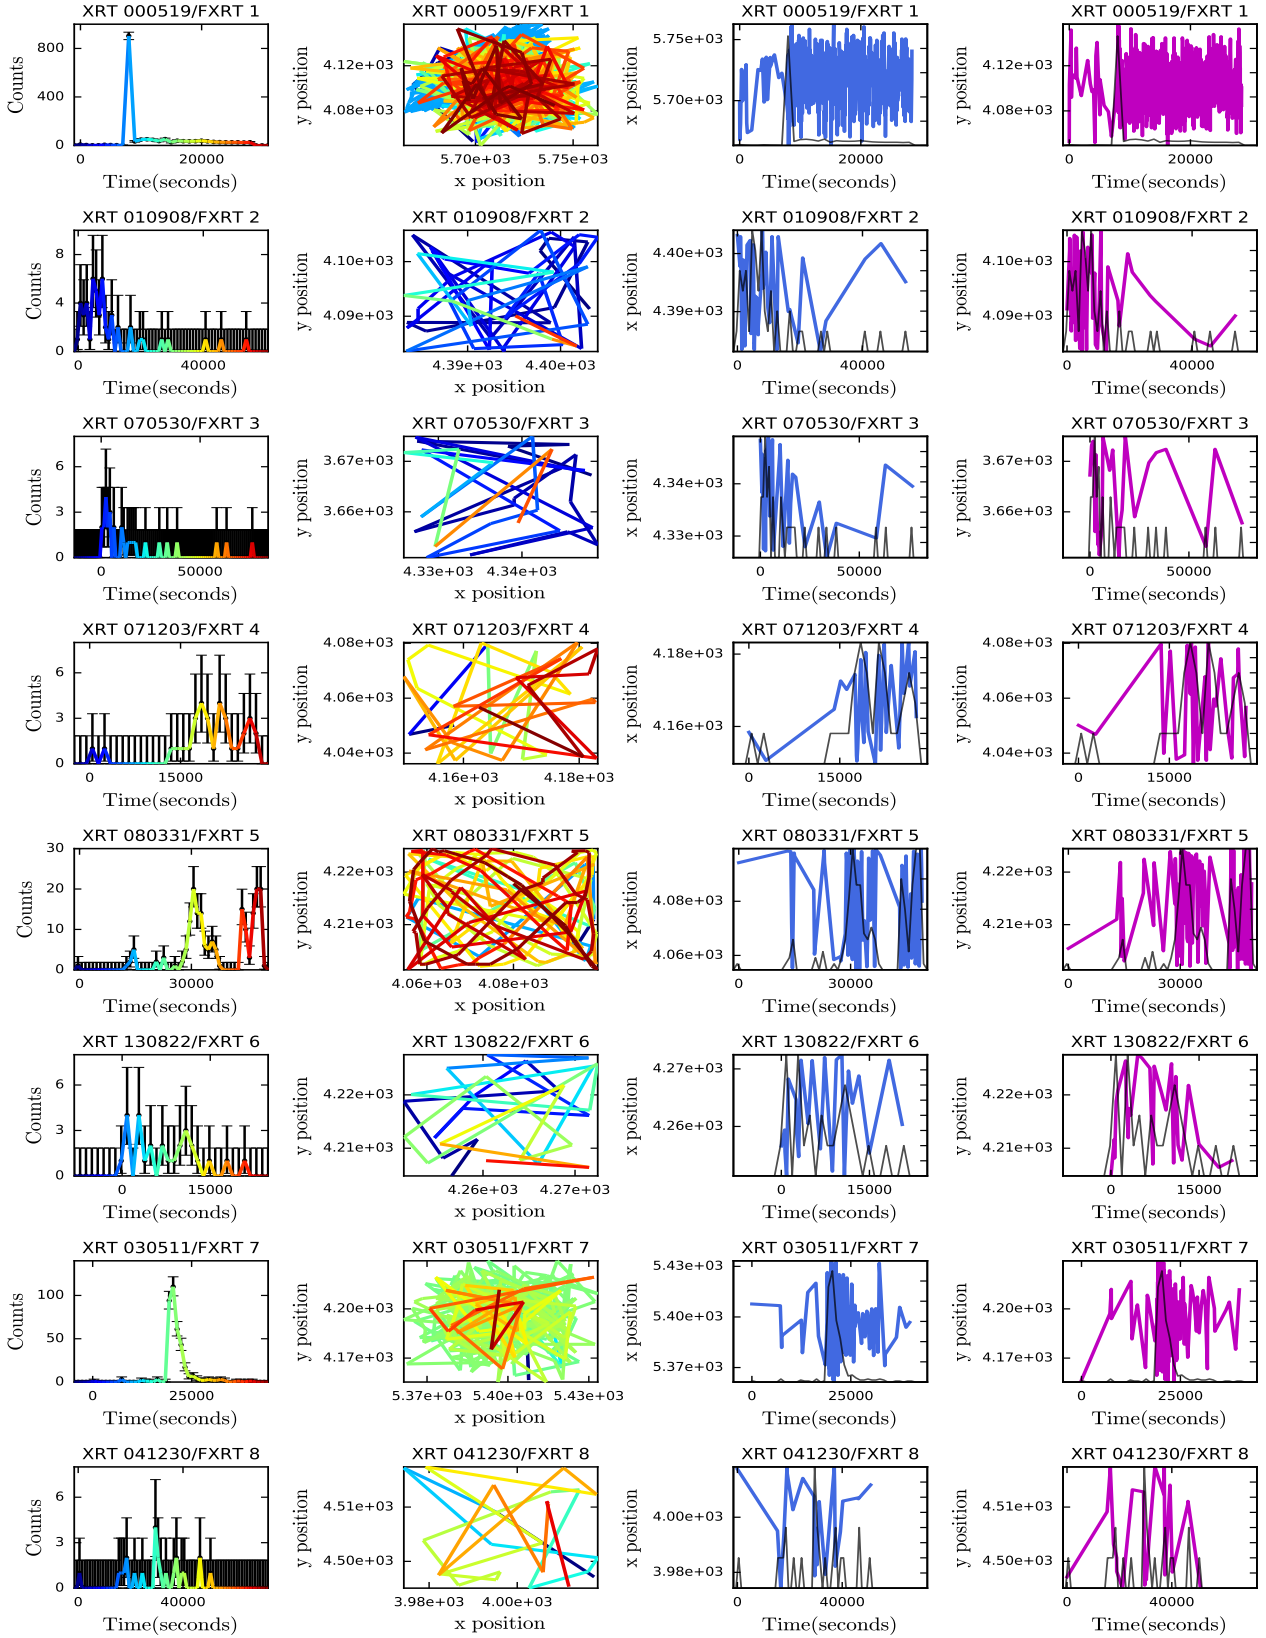 XRT 000519/FXRT 1 XRT 000519/FXRT 1 XRT 000519/FXRT 1 XRT 000519/FXRT 1
Counts 800 400 0 y position 4.12e+03 4.08e+03 x position 5.75e+03 5.70e+03 y position 4.12e+03 4.08e+03
0 20000 5.70e+03 5.75e+03 0 20000 0 20000
Time(seconds) x position Time(seconds) Time(seconds)
XRT 010908/FXRT 2 XRT 010908/FXRT 2 XRT 010908/FXRT 2 XRT 010908/FXRT 2
Counts 8 4 0 y position 4.10e+03 4.09e+03 x position 4.40e+03 4.39e+03 y position 4.10e+03 4.09e+03
0 40000 4.39e+03 4.40e+03 0 40000 0 40000
Time(seconds) x position Time(seconds) Time(seconds)
XRT 070530/FXRT 3 XRT 070530/FXRT 3 XRT 070530/FXRT 3 XRT 070530/FXRT 3
Counts 6 3 0 y position 3.67e+03 3.66e+03 x position 4.34e+03 4.33e+03 y position 3.67e+03 3.66e+03
0 50000 4.33e+03 4.34e+03 0 50000 0 50000
Time(seconds) x position Time(seconds) Time(seconds)
XRT 071203/FXRT 4 XRT 071203/FXRT 4 XRT 071203/FXRT 4 XRT 071203/FXRT 4
Counts 6 3 0 y position 4.08e+03 4.06e+03 4.04e+03 x position 4.18e+03 4.16e+03 y position 4.08e+03 4.06e+03 4.04e+03
0 15000 4.16e+03 4.18e+03 0 15000 0 15000
Time(seconds) x position Time(seconds) Time(seconds)
XRT 080331/FXRT 5 XRT 080331/FXRT 5 XRT 080331/FXRT 5 XRT 080331/FXRT 5
Counts 30 20 10 0 y position 4.22e+03 4.21e+03 x position 4.08e+03 4.06e+03 y position 4.22e+03 4.21e+03
0 30000 4.06e+03 4.08e+03 0 30000 0 30000
Time(seconds) x position Time(seconds) Time(seconds)
XRT 130822/FXRT 6 XRT 130822/FXRT 6 XRT 130822/FXRT 6 XRT 130822/FXRT 6
Counts 6 3 0 y position 4.22e+03 4.21e+03 x position 4.27e+03 4.26e+03 y position 4.22e+03 4.21e+03
0 15000 4.26e+03 4.27e+03 0 15000 0 15000
Time(seconds) x position Time(seconds) Time(seconds)
XRT 030511/FXRT 7 XRT 030511/FXRT 7 XRT 030511/FXRT 7 XRT 030511/FXRT 7
Counts 100 50 0 y position 4.20e+03 4.17e+03 x position 5.43e+03 5.40e+03 5.37e+03 y position 4.20e+03 4.17e+03
0 25000 5.37e+03 5.40e+03 5.43e+03 0 25000 0 25000
Time(seconds) x position Time(seconds) Time(seconds)
XRT 041230/FXRT 8 XRT 041230/FXRT 8 XRT 041230/FXRT 8 XRT 041230/FXRT 8
Counts 6 3 0 y position 4.51e+03 4.50e+03 x position 4.00e+03 3.98e+03 y position 4.51e+03 4.50e+03
0 40000 3.98e+03 4.00e+03 0 40000 0 40000
Time(seconds) x position Time(seconds) Time(seconds)